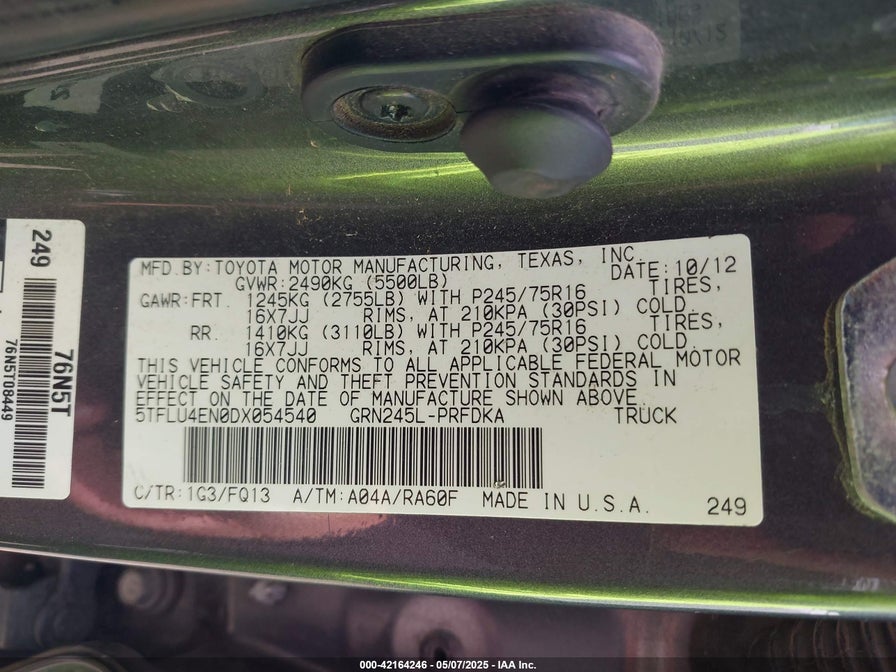 249
76N5T
76N5T08449
MFD.BY:TOYOTA MOTOR MANUFACTURING, TEXAS, INC.
DATE:10/12
GVWR:2490KG (5500LB)
GAWR:FRT. 1245KG (2755LB) WITH P245/75R16 TIRES,
16X7JJ RIMS, AT 210KPA (30PSI) COLD.
RR. 1410KG (3110LB) WITH P245/75R16 TIRES,
16X7JJ RIMS, AT 210KPA (30PSI) COLD.
THIS VEHICLE CONFORMS TO ALL APPLICABLE FEDERAL MOTOR
VEHICLE SAFETY AND THEFT PREVENTION STANDARDS IN
EFFECT ON THE DATE OF MANUFACTURE SHOWN ABOVE.
5TFLU4EN0DX054540 GRN245L-PRFDKA TRUCK
C/TR:1G3/FQ13 A/TM:A04A/RA60F MADE IN U.S.A. 249
000-42164246 - 05/07/2025 - IAA Inc.